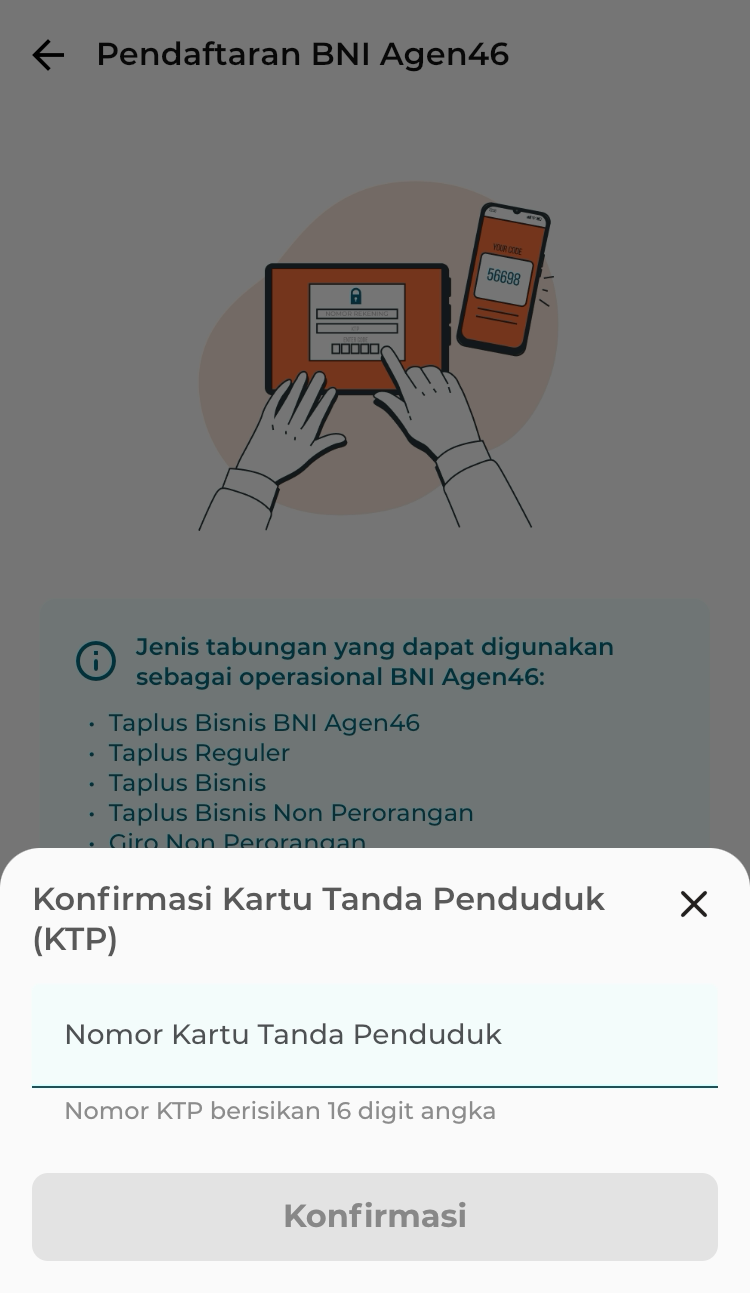 Pendaftaran BNI Agen46
YOUR CODE
56698
NOMOR REKENING
Jenis tabungan yang dapat digunakan
sebagai operasional BNI Agen46:
• Taplus Bisnis BNI Agen46
• Taplus Reguler
• Taplus Bisnis
• Taplus Bisnis Non Perorangan
• Giro Non Perorangan
Konfirmasi Kartu Tanda Penduduk
(KTP)
Nomor Kartu Tanda Penduduk
Nomor KTP berisikan 16 digit angka
Konfirmasi